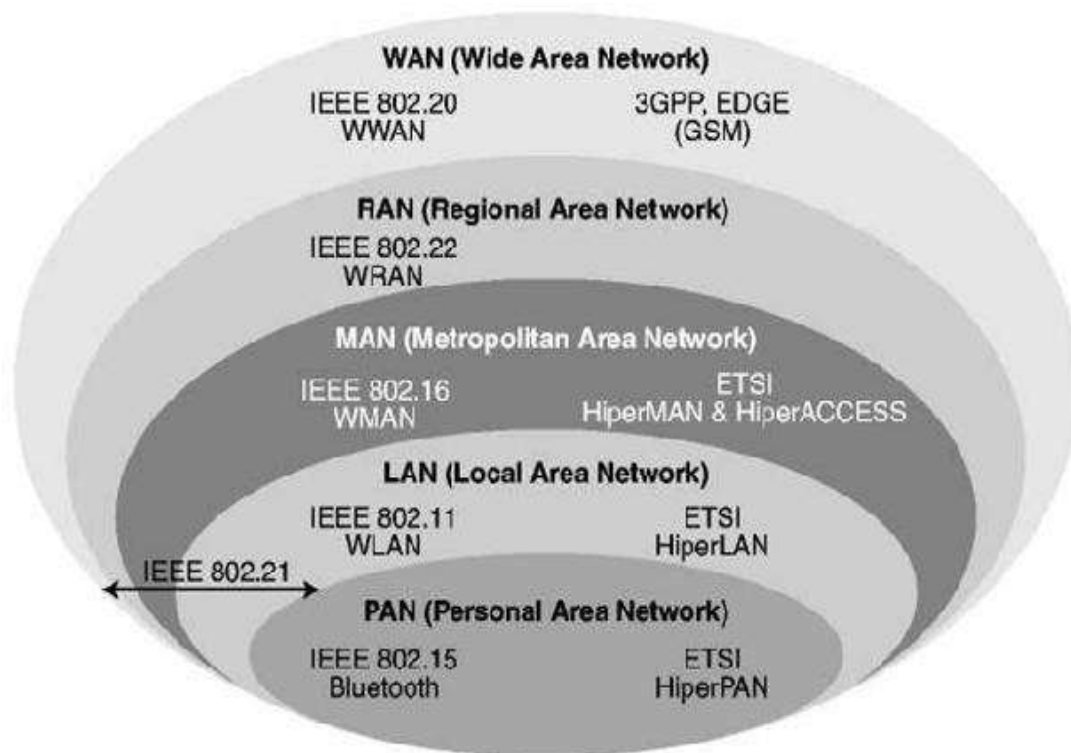 WAN (Wide Area Network)
IEEE 802.20
WWAN
3GPP, EDGE
(GSM)
RAN (Regional Area Network)
IEEE 802.22
WRAN
MAN (Metropolitan Area Network)
IEEE 802.16
WMAN
ETSI
HiperMAN & HiperACCESS
LAN (Local Area Network)
IEEE 802.11
WLAN
ETSI
HiperLAN
IEEE 802.21
PAN (Personal Area Network)
IEEE 802.15
Bluetooth
ETSI
HiperPAN